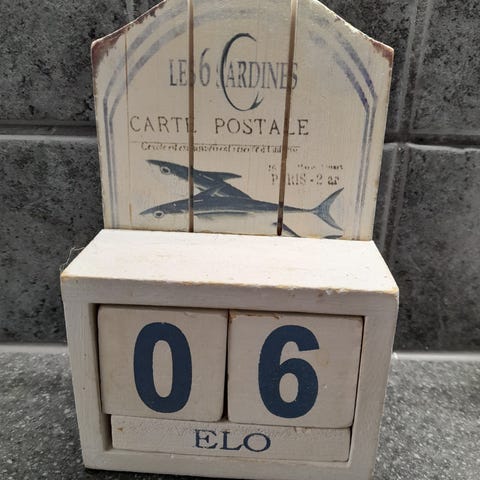 LES 6 SARDINES
CARTE POSTALE
PARIS - 2 ar
06
ELO